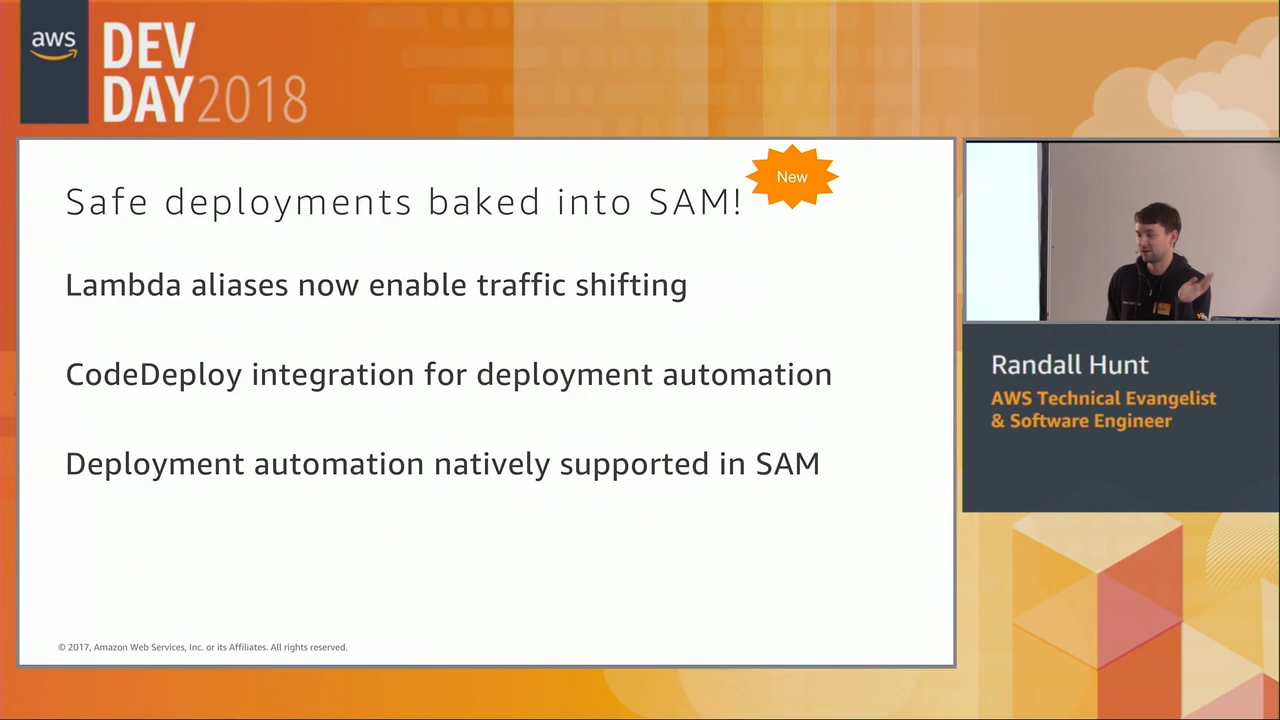 aws
DEV
DAY2018
Safe deployments baked into SAM!
New
Lambda aliases now enable traffic shifting
CodeDeploy integration for deployment automation
Deployment automation natively supported in SAM
© 2017, Amazon Web Services, Inc. or its Affiliates. All rights reserved.
Randall Hunt
AWS Technical Evangelist
& Software Engineer